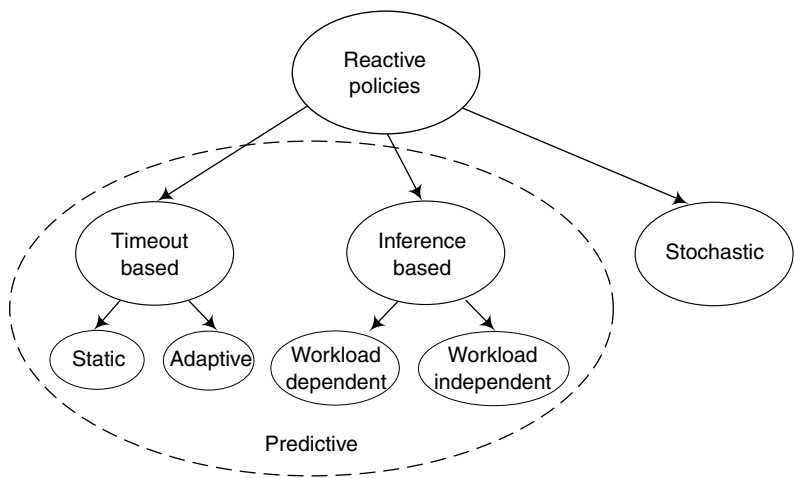 Reactive
policies
Timeout
based
Inference
based
Stochastic
Static
Adaptive
Workload
dependent
Workload
independent
Predictive